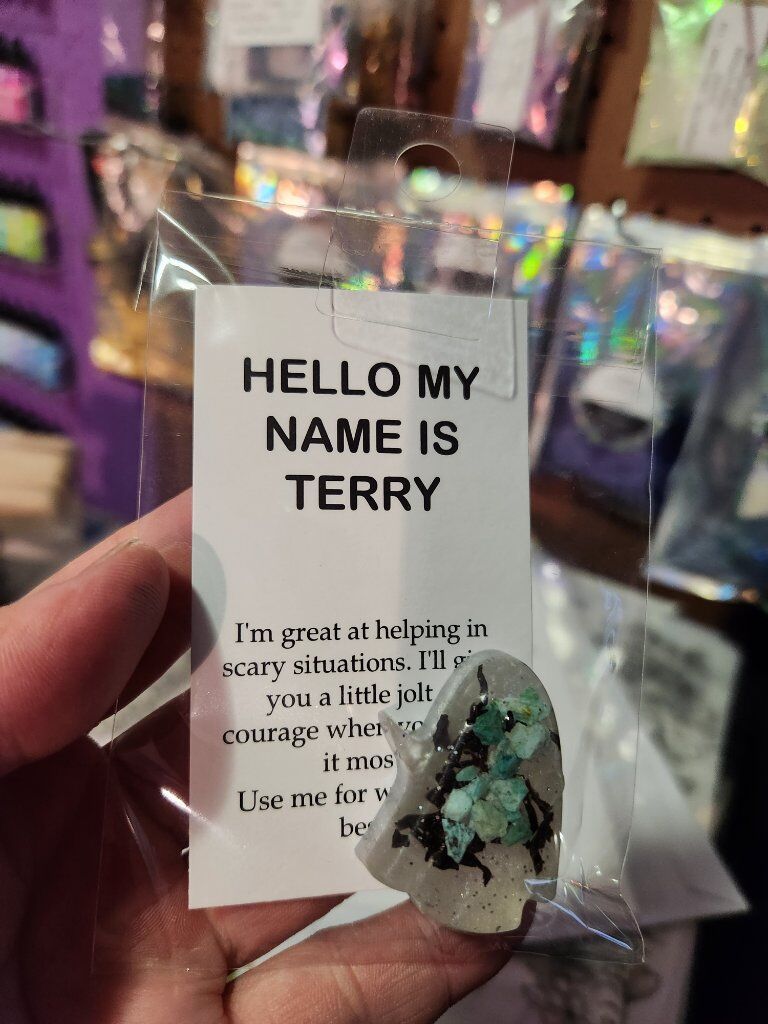 HELLO MY
NAME IS
TERRY
I'm great at helping in
scary situations. I'll
you a little jolt
courage when
it
Use me for